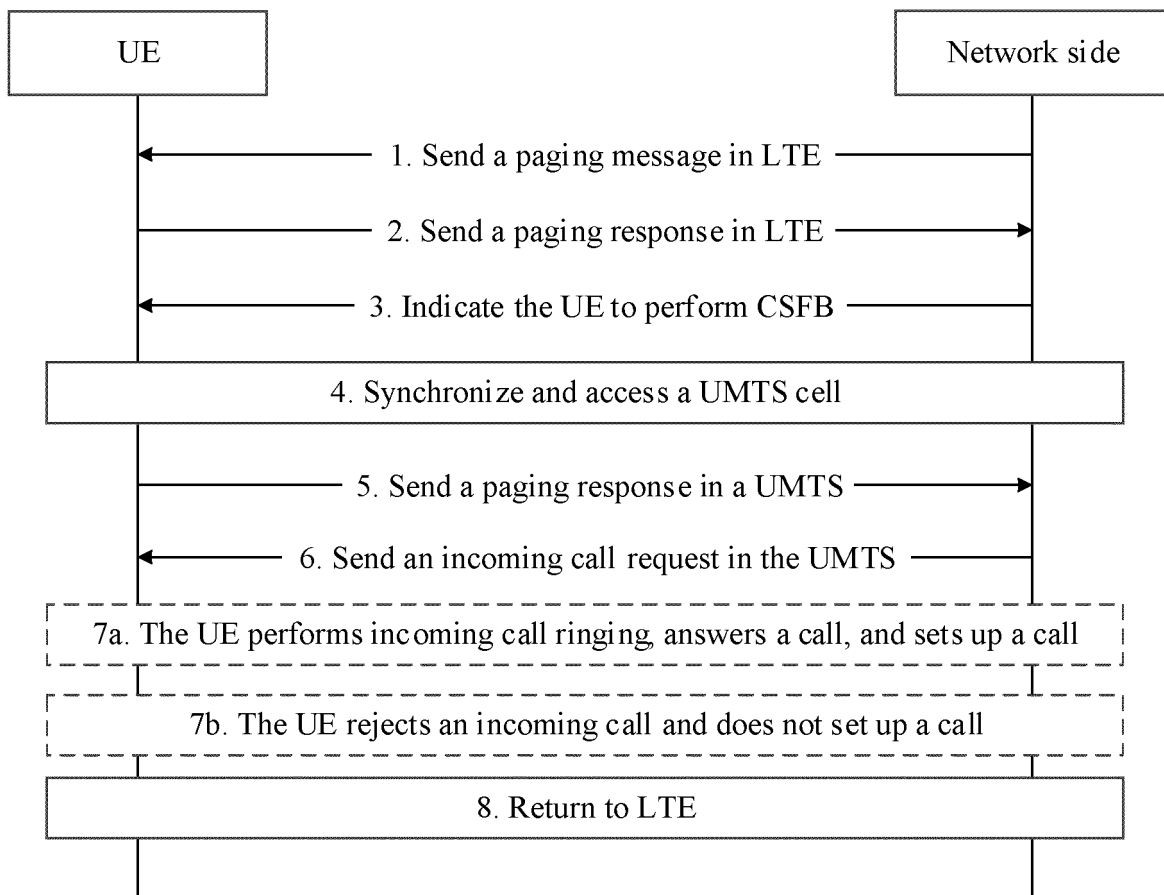 UE
Network side
1. Send a paging message in LTE
2. Send a paging response in LTE
3. Indicate the UE to perform CSFB
4. Synchronize and access a UMTS cell
5. Send a paging response in a UMTS
6. Send an incoming call request in the UMTS
7a. The UE performs incoming call ringing, answers a call, and sets up a call
7b. The UE rejects an incoming call and does not set up a call
8. Return to LTE